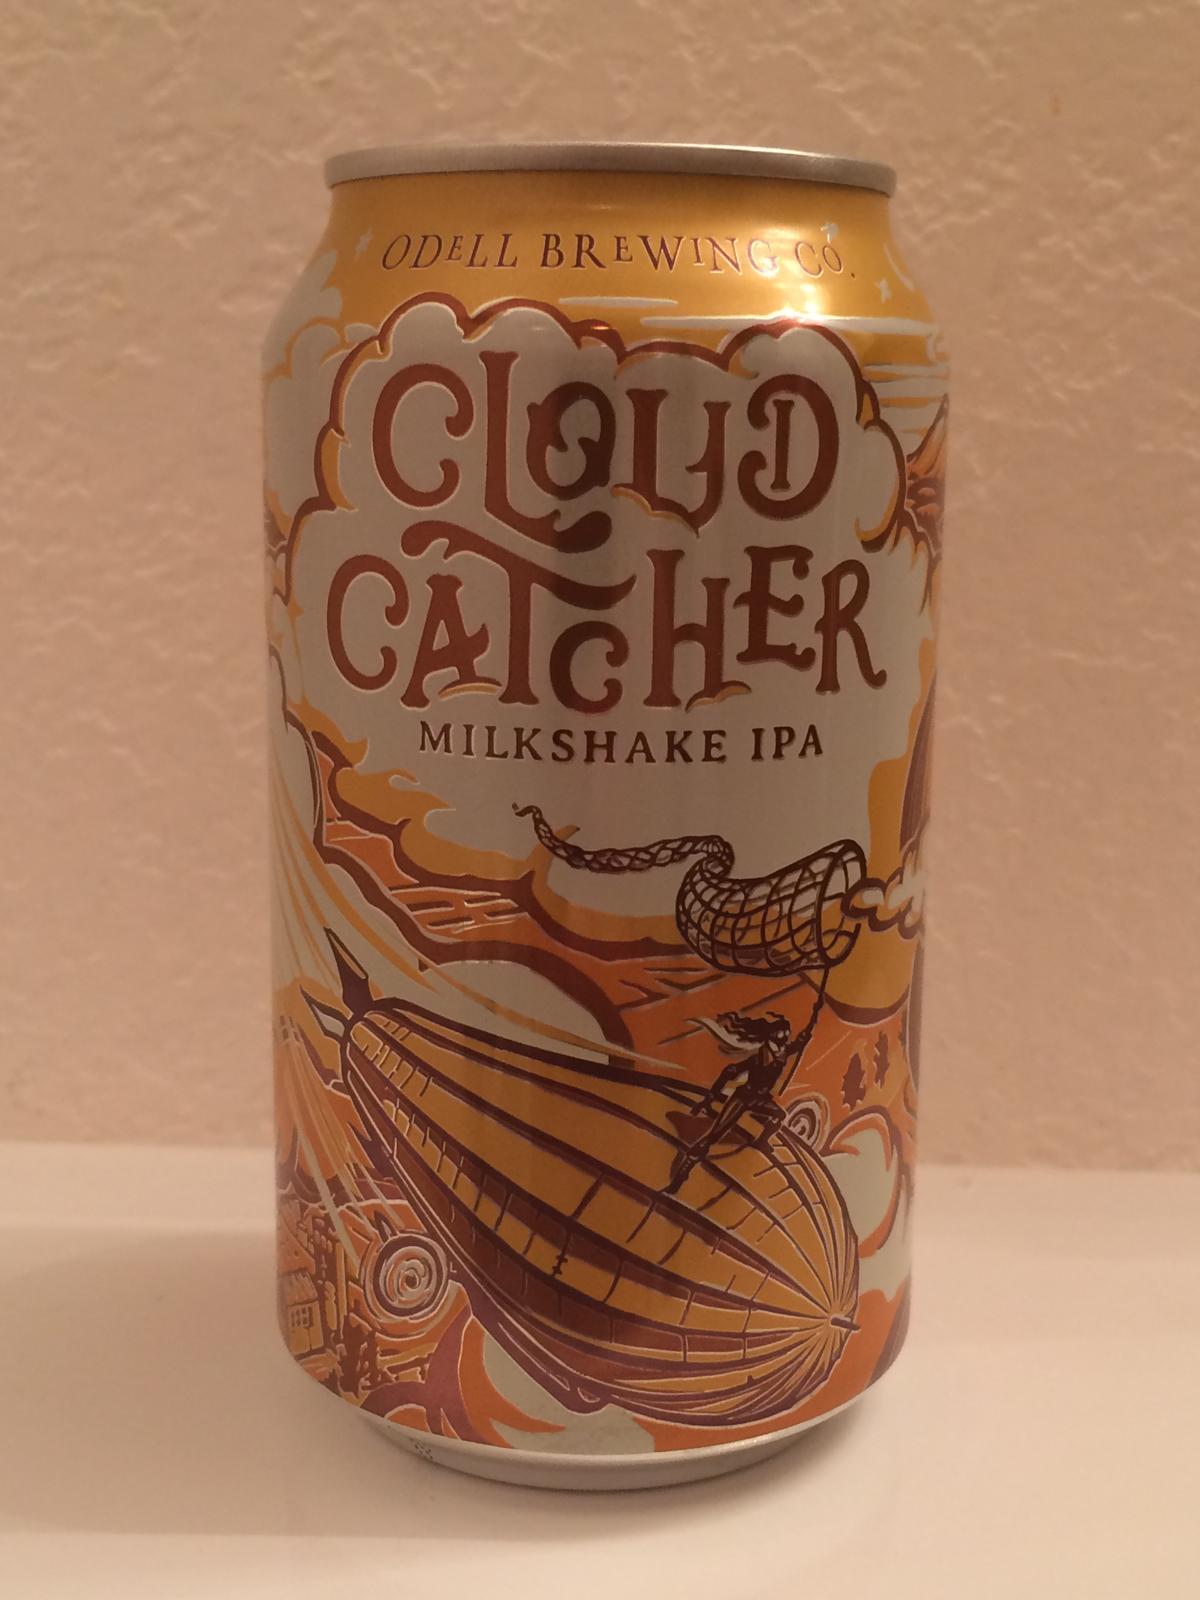 ODELL BREWING CO.
CLOUD
CATCHER
MILKSHAKE IPA